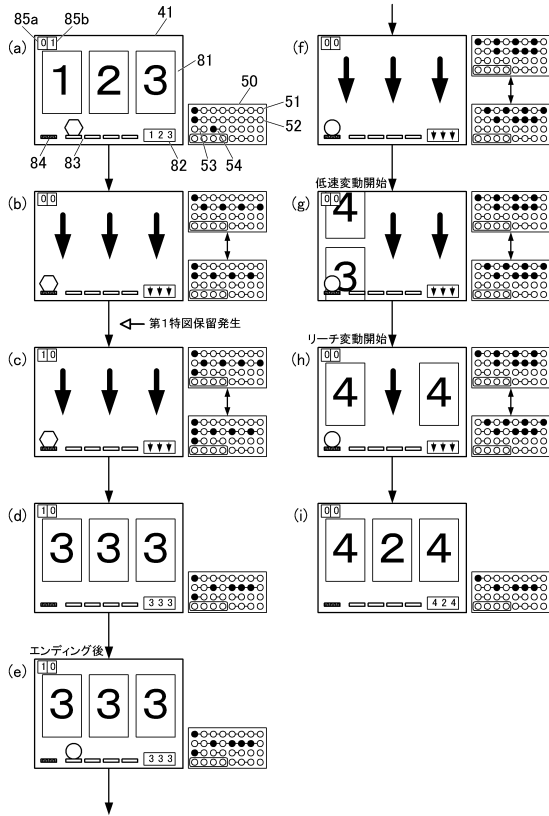 85a 85b 41
(a) 0 1
1 2 3
81
50
51
52
1 2 3
84 83 82 53 54
(b) 0 0
第1特図保留発生
(c) 1 0
(d) 1 0
3 3 3
3 3 3
エンディング後
(e) 1 0
3 3 3
3 3 3
(f) 0 0
低速変動開始
(g) 0 0
4
3
リーチ変動開始
(h) 0 0
4 4
(i) 0 0
4 2 4
4 2 4